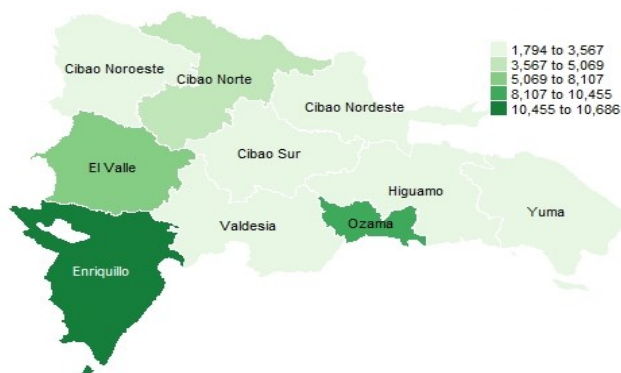 1,794 to 3,567
3,567 to 5,069
5,069 to 8,107
8,107 to 10,455
10,455 to 10,686
Cibao Noroeste
Cibao Norte
Cibao Nordeste
Cibao Sur
El Valle
Higuamo
Yuma
Valdesia
Ozama
Enriquillo